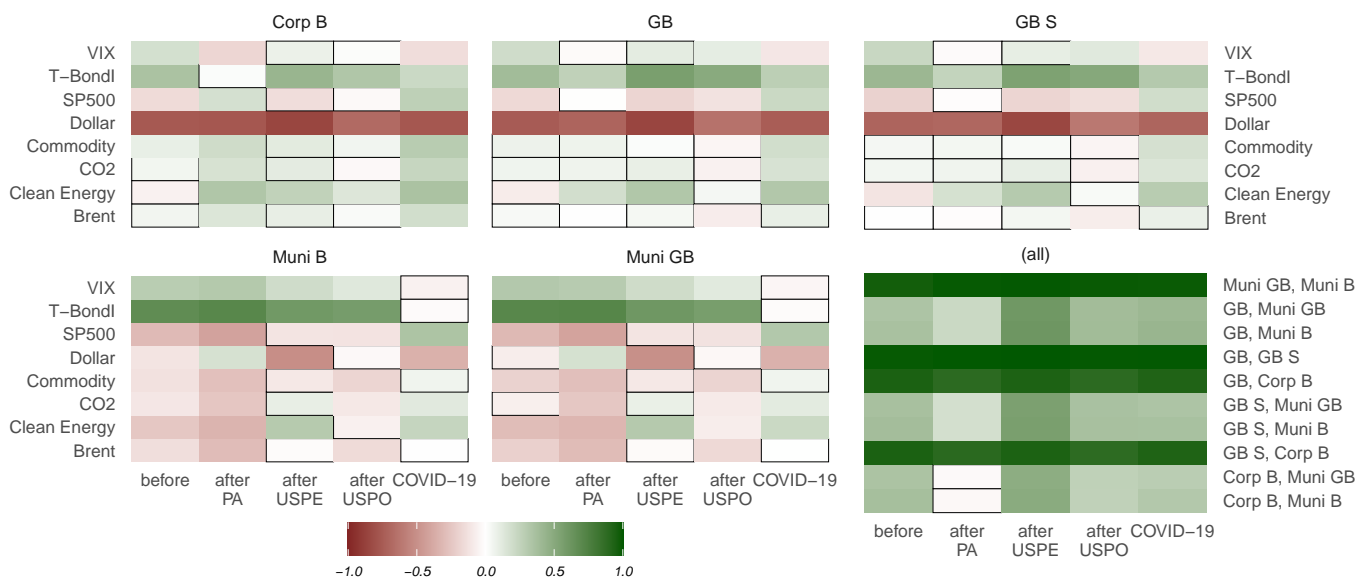 Corp B
GB
GB S
VIX
T−BondI
SP500
Dollar
Commodity
CO2
Clean Energy
Brent
VIX
T−BondI
SP500
Dollar
Commodity
CO2
Clean Energy
Brent
Muni B
Muni GB
(all)
VIX
T−BondI
SP500
Dollar
Commodity
CO2
Clean Energy
Brent
Muni GB, Muni B
GB, Muni GB
GB, Muni B
GB, GB S
GB, Corp B
GB S, Muni GB
GB S, Muni B
GB S, Corp B
Corp B, Muni GB
Corp B, Muni B
before
after
PA
after
USPE
after
USPO
COVID−19
before
after
PA
after
USPE
after
USPO
COVID−19
before
after
PA
after
USPE
after
USPO
COVID−19
−1.0 −0.5 0.0 0.5 1.0